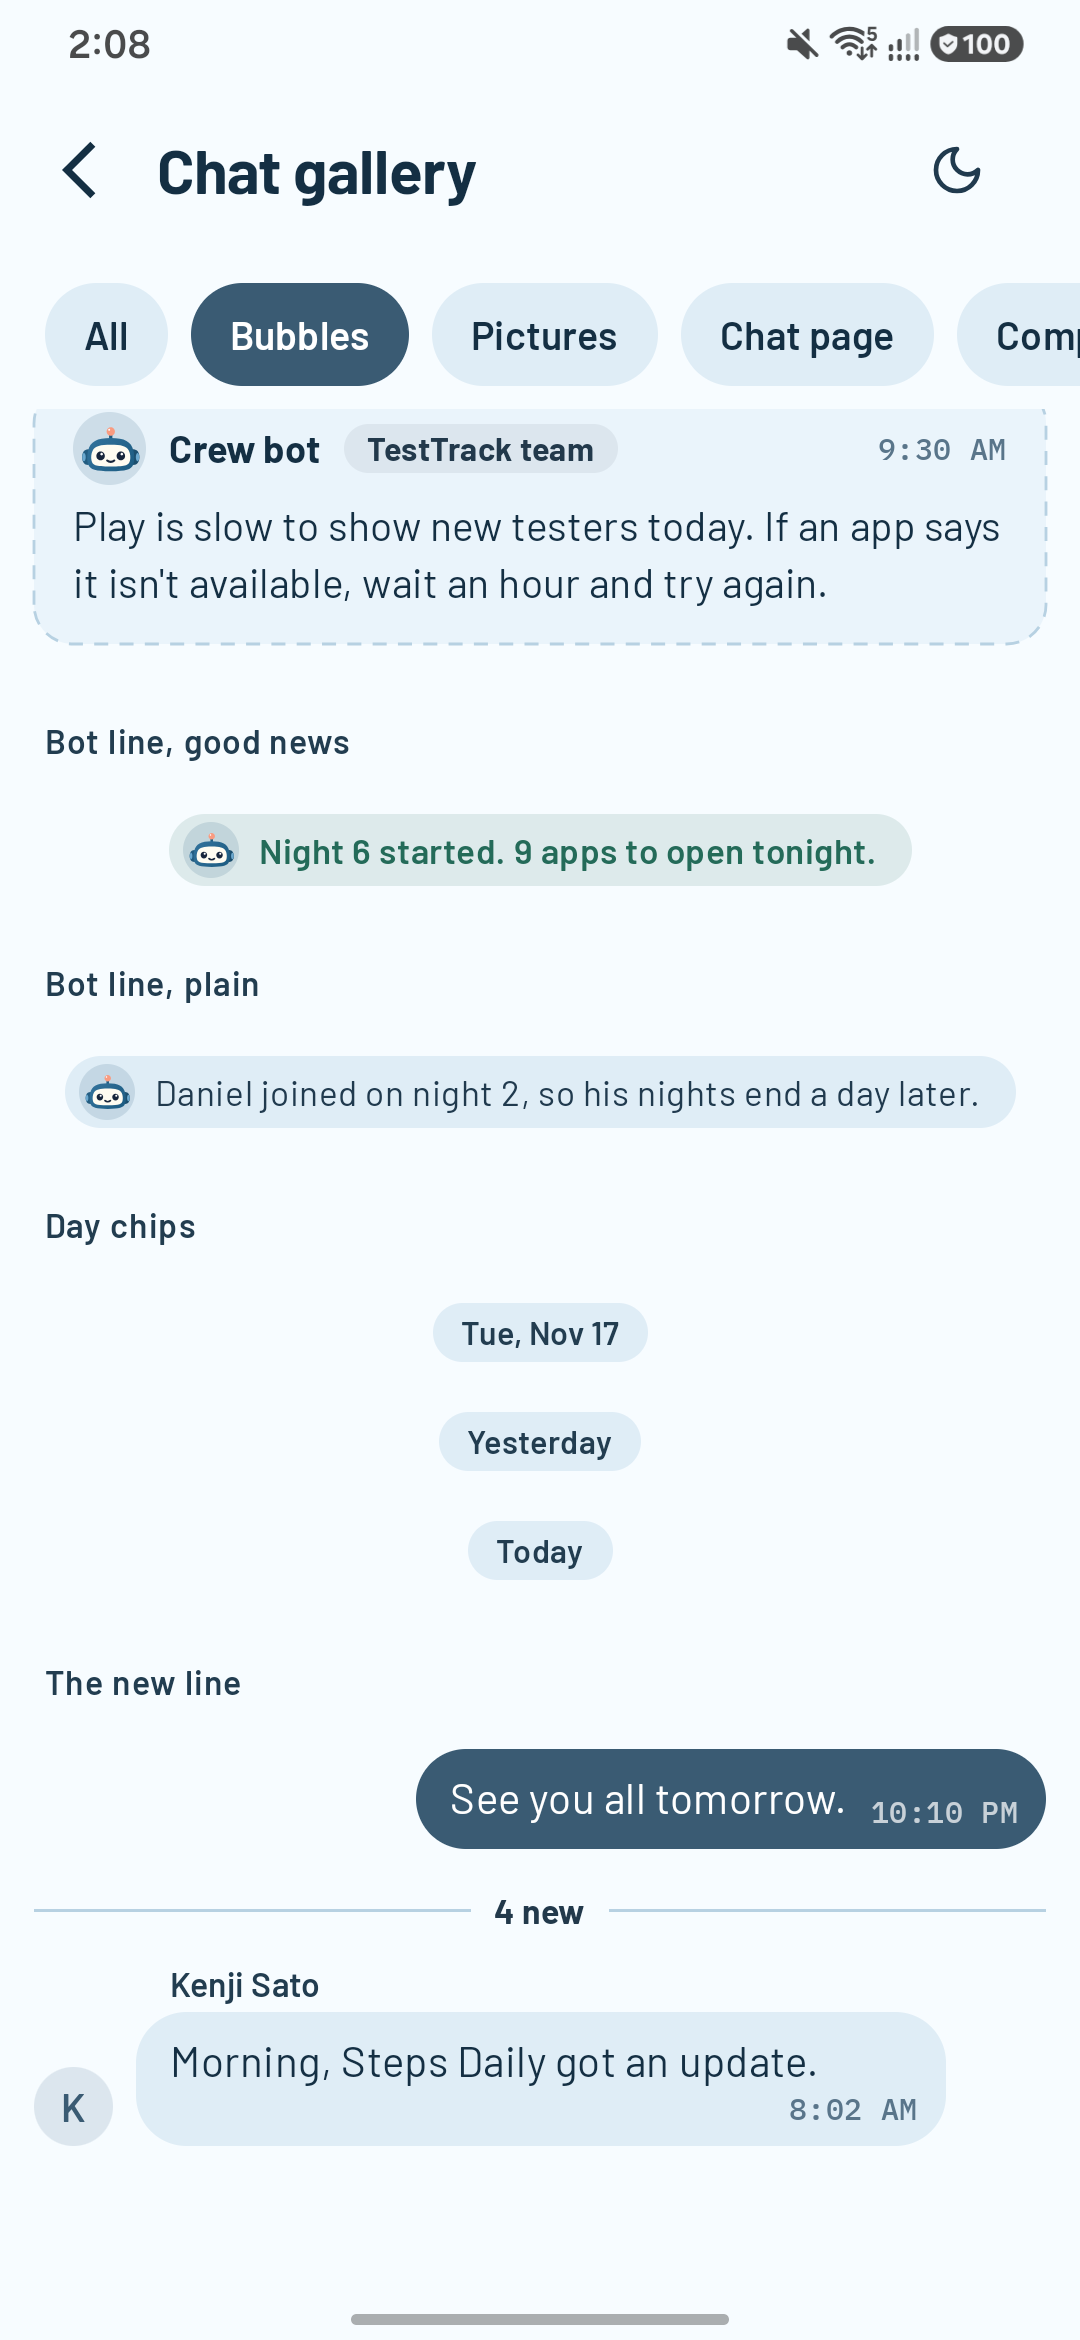 2:08
5
100
Chat gallery
All
Bubbles
Pictures
Chat page
Comp
Crew bot
TestTrack team
9:30 AM
Play is slow to show new testers today. If an app says
it isn't available, wait an hour and try again.
Bot line, good news
Night 6 started. 9 apps to open tonight.
Bot line, plain
Daniel joined on night 2, so his nights end a day later.
Day chips
Tue, Nov 17
Yesterday
Today
The new line
See you all tomorrow.
10:10 PM
4 new
Kenji Sato
Morning, Steps Daily got an update.
8:02 AM
K